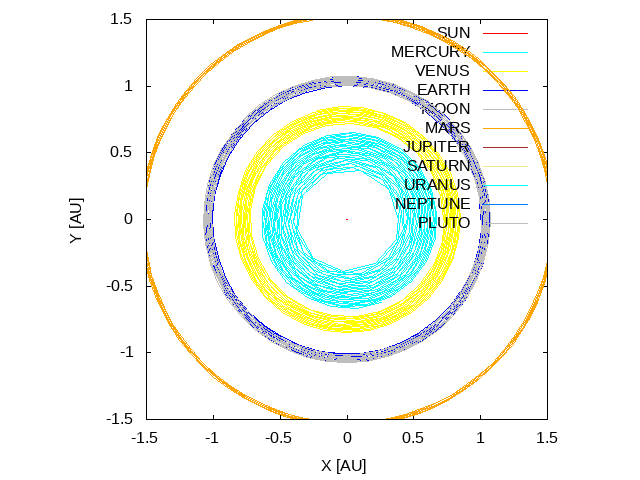 1.5
1
0.5
0
-0.5
-1
-1.5
-1.5
-1
-0.5
0
0.5
1
1.5
Y [AU]
X [AU]
SUN
MERCURY
VENUS
EARTH
MOON
MARS
JUPITER
SATURN
URANUS
NEPTUNE
PLUTO